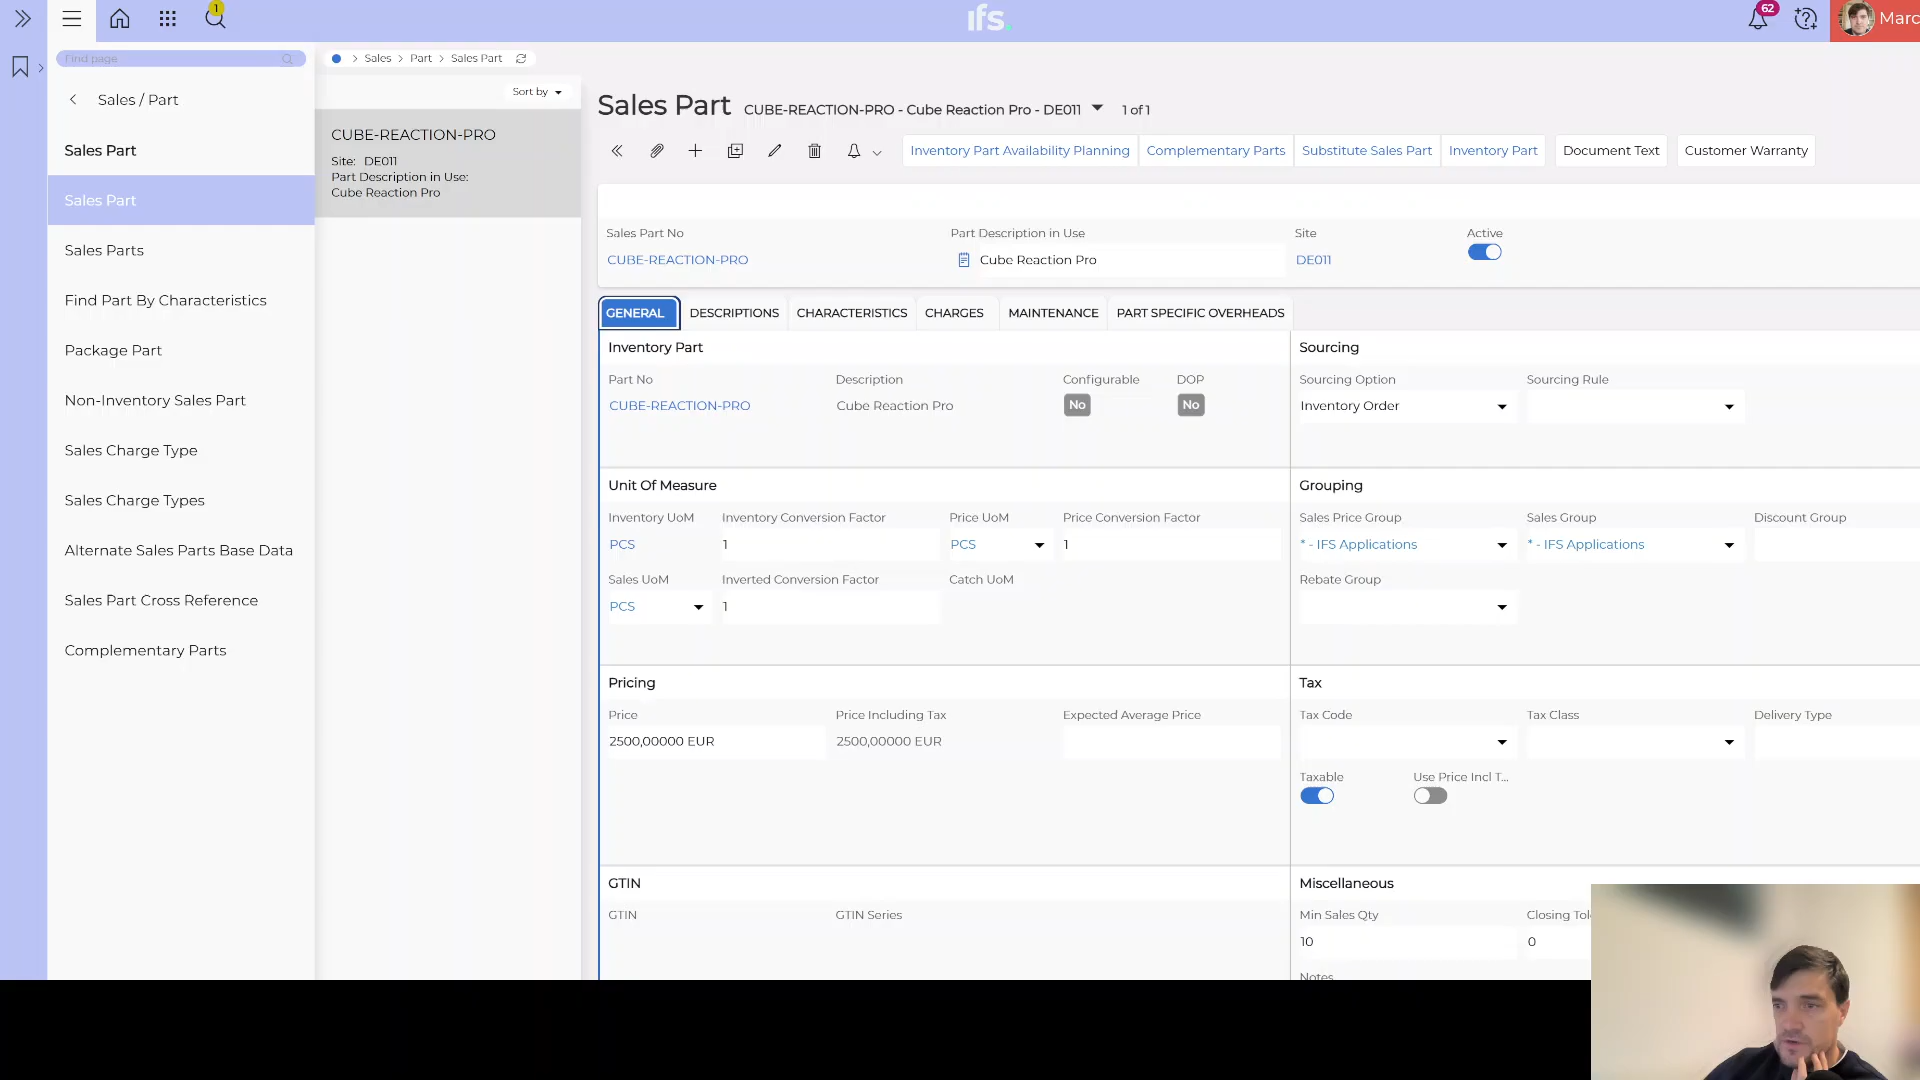 1
ifs.
62
Marc
Find page
Sales > Part > Sales Part
Sales / Part
Sales Part
Sales Part
Sales Parts
Find Part By Characteristics
Package Part
Non-Inventory Sales Part
Sales Charge Type
Sales Charge Types
Alternate Sales Parts Base Data
Sales Part Cross Reference
Complementary Parts
Sort by
CUBE-REACTION-PRO
Site: DE011
Part Description in Use:
Cube Reaction Pro
Sales Part CUBE-REACTION-PRO - Cube Reaction Pro - DE011 1 of 1
Inventory Part Availability Planning Complementary Parts Substitute Sales Part Inventory Part Document Text Customer Warranty
Sales Part No Part Description in Use Site Active
CUBE-REACTION-PRO Cube Reaction Pro DE011
GENERAL DESCRIPTIONS CHARACTERISTICS CHARGES MAINTENANCE PART SPECIFIC OVERHEADS
Inventory Part
Part No Description Configurable DOP
CUBE-REACTION-PRO Cube Reaction Pro No No
Sourcing
Sourcing Option Sourcing Rule
Inventory Order
Unit Of Measure
Inventory UoM Inventory Conversion Factor Price UoM Price Conversion Factor
PCS 1 PCS 1
Sales UoM Inverted Conversion Factor Catch UoM
PCS 1
Grouping
Sales Price Group Sales Group Discount Group
* - IFS Applications * - IFS Applications
Rebate Group
Pricing
Price Price Including Tax Expected Average Price
2500,00000 EUR 2500,00000 EUR
Tax
Tax Code Tax Class Delivery Type
Taxable Use Price Incl T...
GTIN
GTIN GTIN Series
Miscellaneous
Min Sales Qty Closing Tol
10 0
Notes